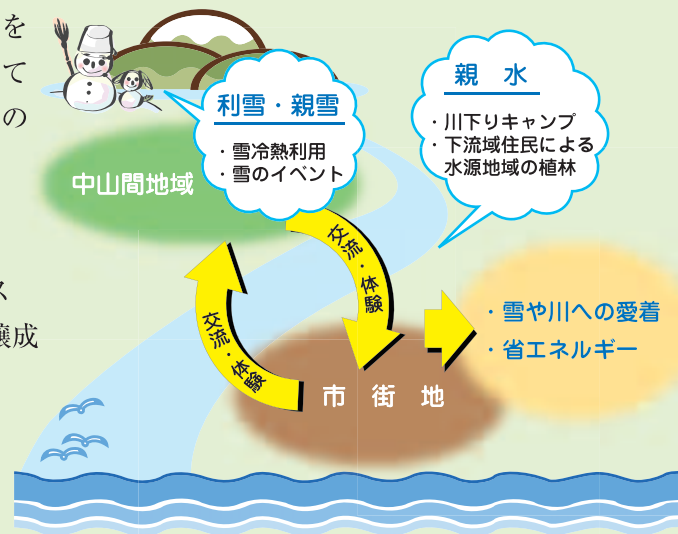 を
て
の
利雪・親雪
・雪冷熱利用
・雪のイベント
親 水
・川下りキャンプ
・下流域住民による
水源地域の植林
中山間地域
交流・体験
交流・体験
・雪や川への愛着
・省エネルギー
市 街 地
ス
醸成